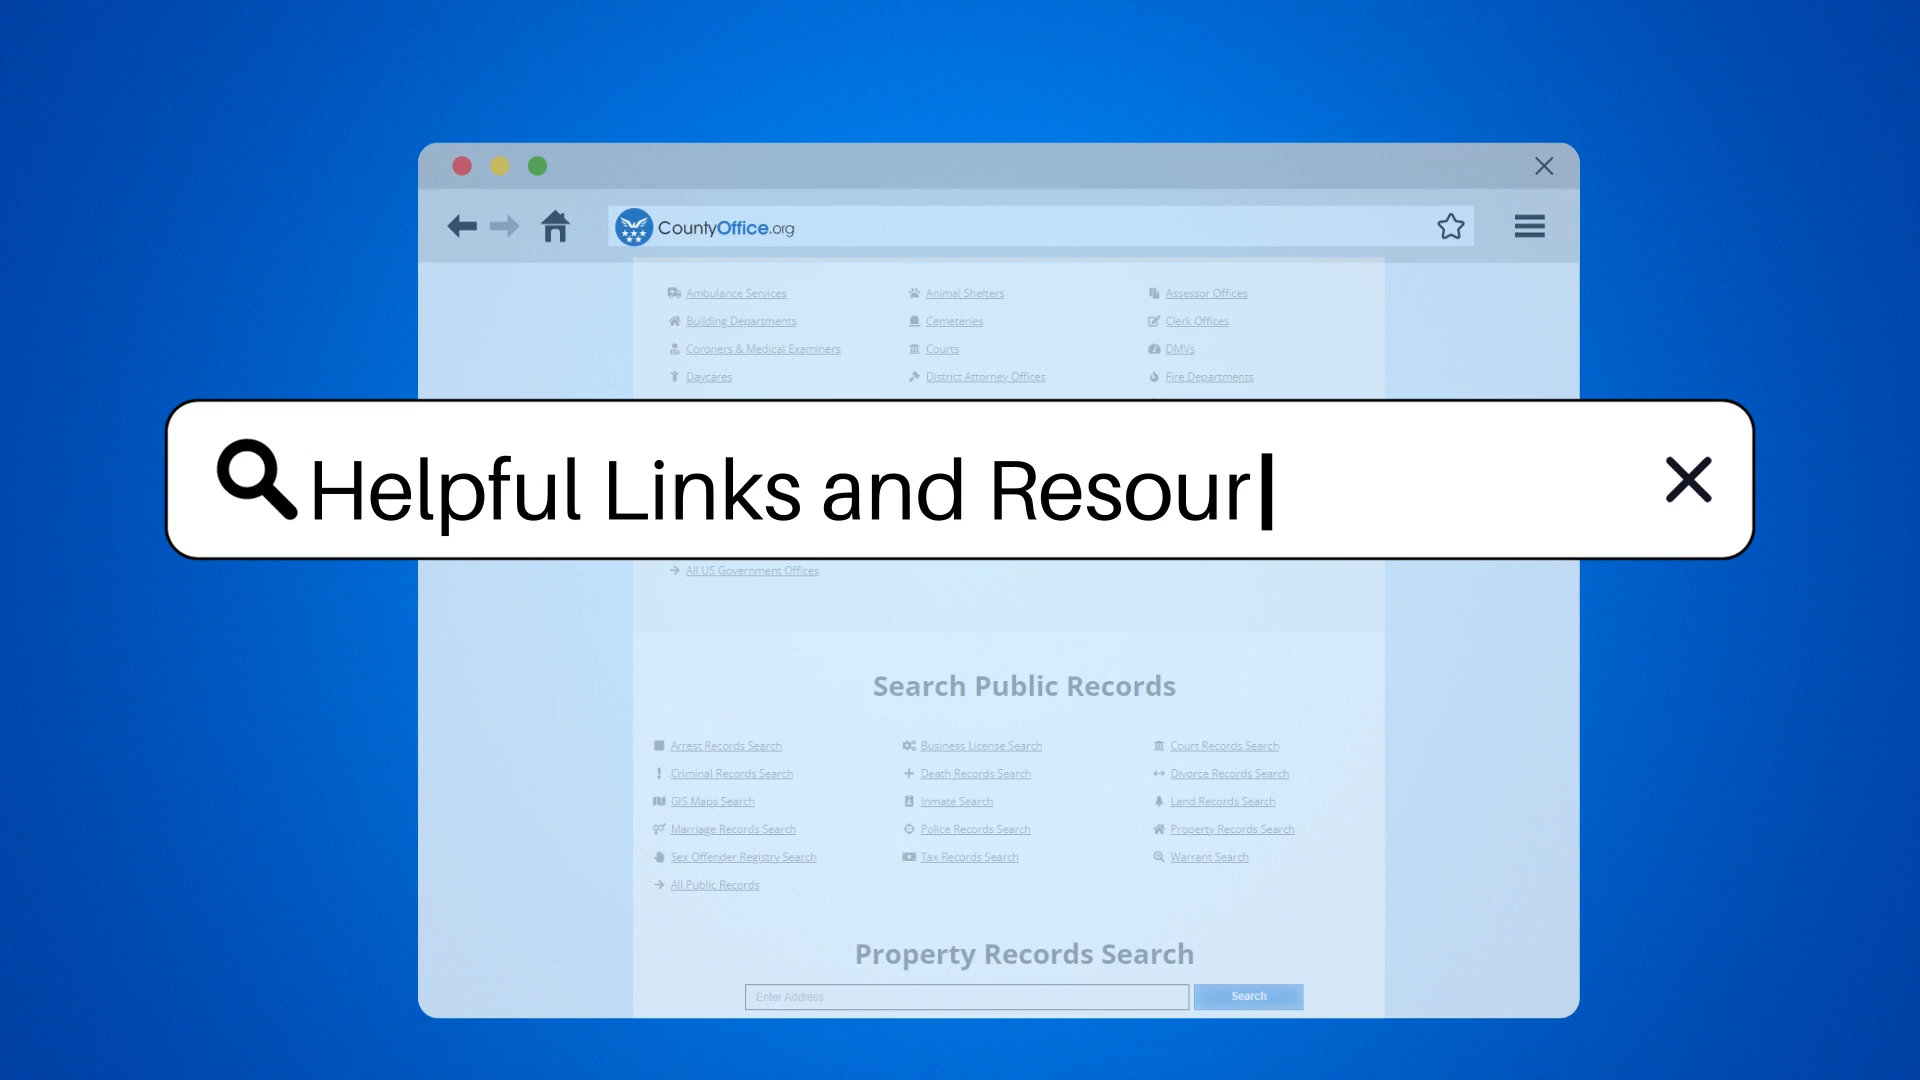 CountyOffice.org
Ambulance Services Animal Shelters Assessor Offices
Building Departments Cemeteries Clerk Offices
Coroners & Medical Examiners Courts DMVs
Daycares District Attorney Offices Fire Departments
Helpful Links and Resour
All US Government Offices
Search Public Records
Arrest Records Search Business License Search Court Records Search
Criminal Records Search Death Records Search Divorce Records Search
GIS Maps Search Inmate Search Land Records Search
Marriage Records Search Police Records Search Property Records Search
Sex Offender Registry Search Tax Records Search Warrant Search
All Public Records
Property Records Search
Enter Address Search